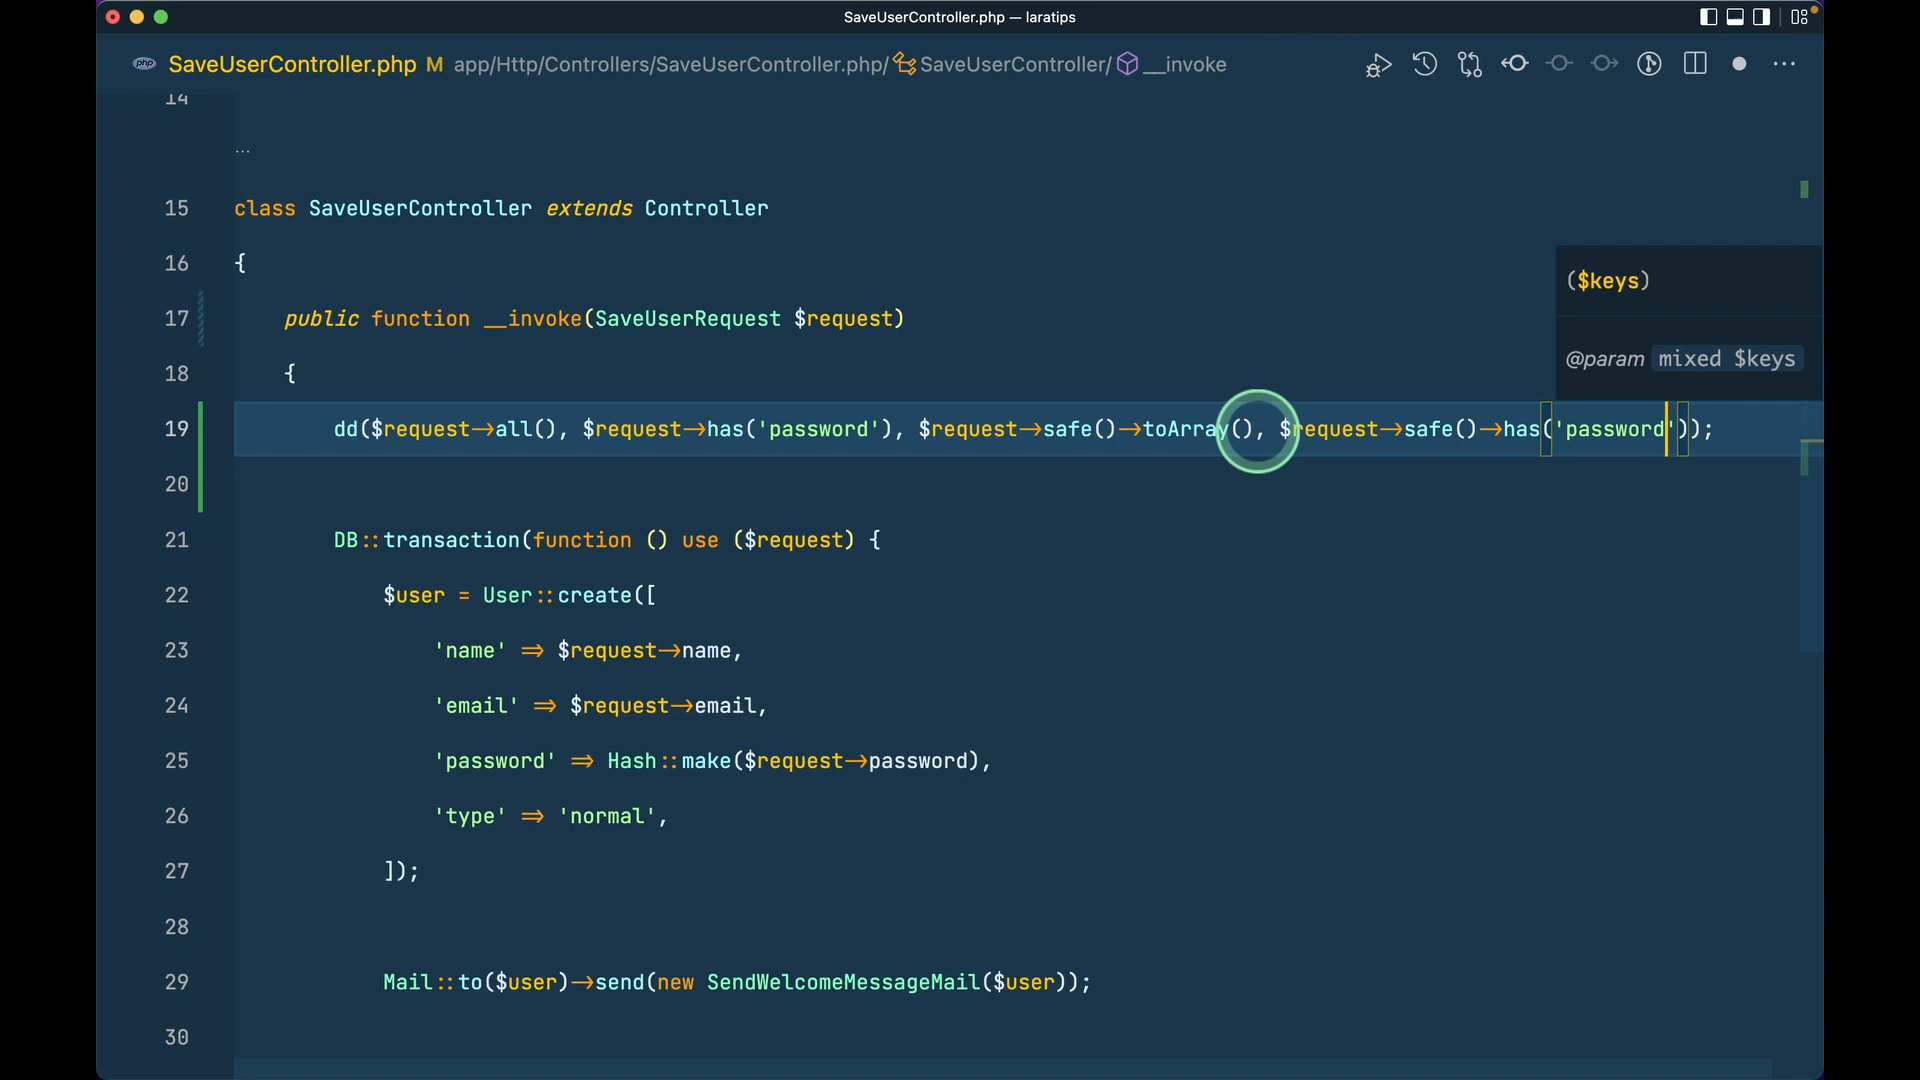 SaveUserController.php — laratips
php SaveUserController.php M app/Http/Controllers/SaveUserController.php/ SaveUserController/ __invoke
14
...
15 class SaveUserController extends Controller
16 {
($keys)
17 public function __invoke(SaveUserRequest $request)
@param mixed $keys
18 {
19 dd($request->all(), $request->has('password'), $request->safe()->toArray(), $request->safe()->has('password'));
20
21 DB::transaction(function () use ($request) {
22 $user = User::create([
23 'name' => $request->name,
24 'email' => $request->email,
25 'password' => Hash::make($request->password),
26 'type' => 'normal',
27 ]);
28
29 Mail::to($user)->send(new SendWelcomeMessageMail($user));
30